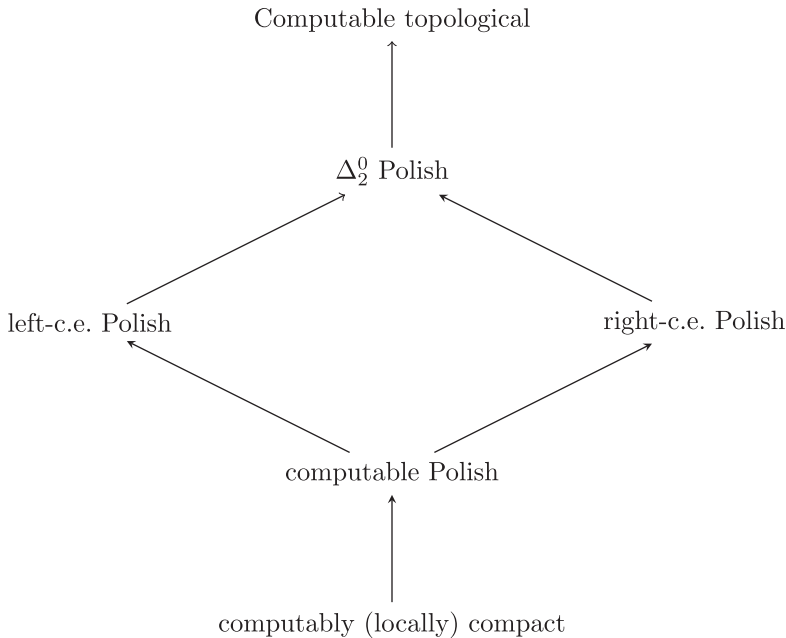 Computable topological
Δ⁰₂ Polish
left-c.e. Polish
right-c.e. Polish
computable Polish
computably (locally) compact